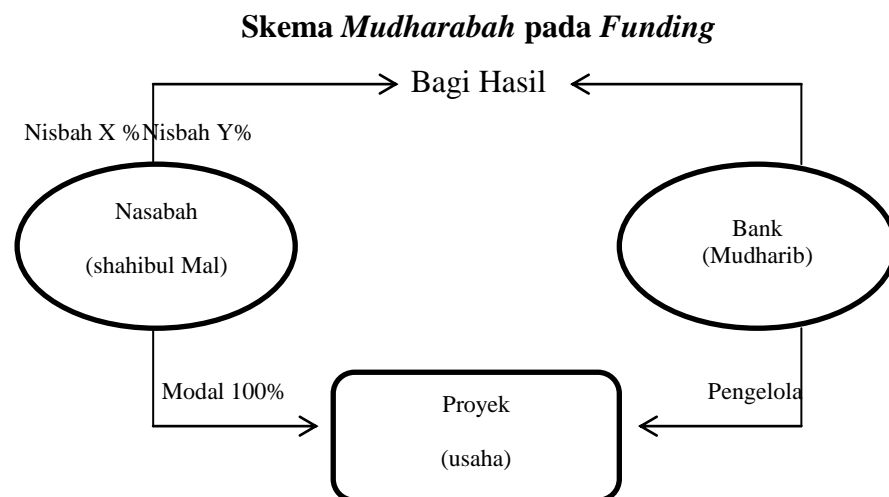 Skema Mudharabah pada Funding
Bagi Hasil
Nisbah X %Nisbah Y%
Nasabah
(shahibul Mal)
Bank
(Mudharib)
Modal 100%
Pengelola
Proyek
(usaha)